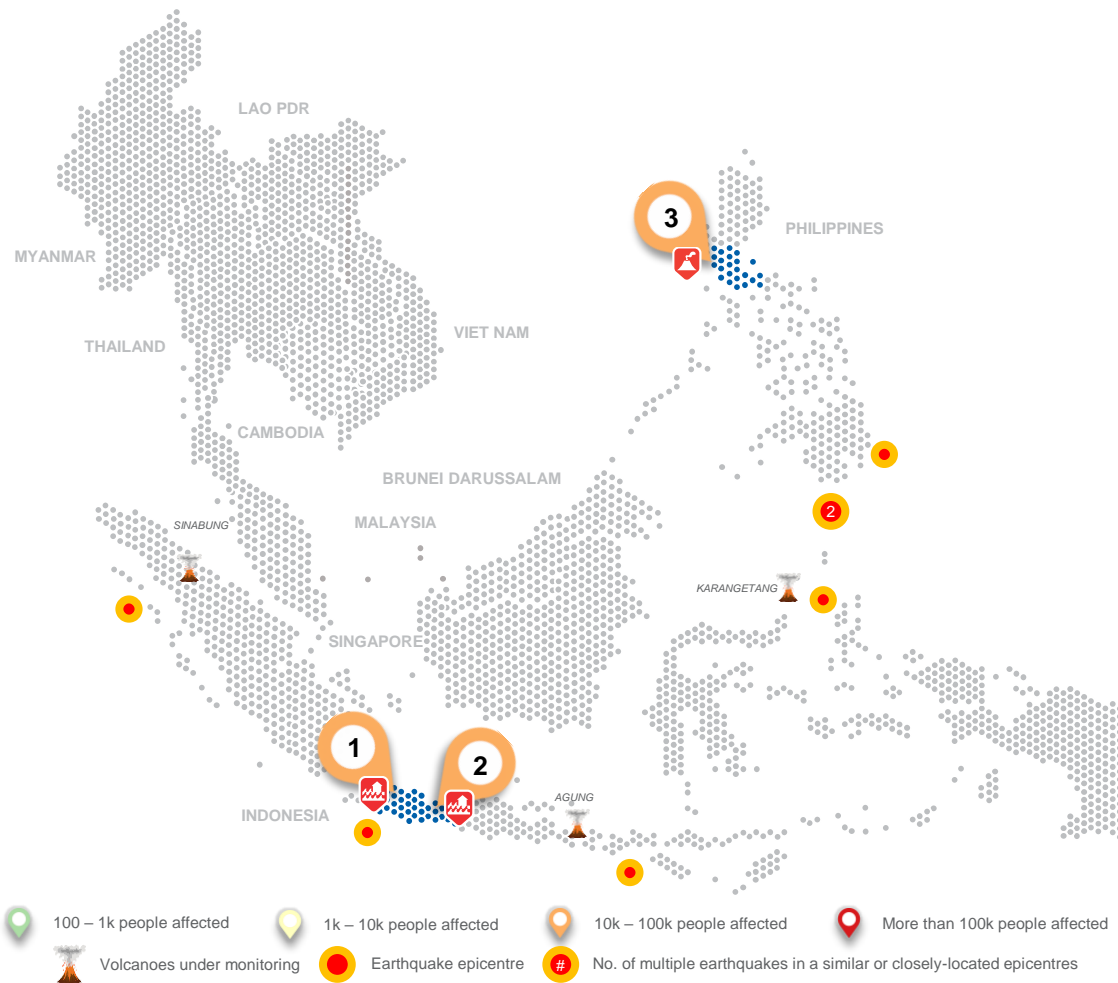 LAO PDR
3
PHILIPPINES
MYANMAR
VIET NAM
THAILAND
CAMBODIA
BRUNEI DARUSSALAM
2
MALAYSIA
SINABUNG
KARANGETANG
SINGAPORE
1
2
AGUNG
INDONESIA
100 – 1k people affected
1k – 10k people affected
10k – 100k people affected
More than 100k people affected
Volcanoes under monitoring
Earthquake epicentre
#
No. of multiple earthquakes in a similar or closely-located epicentres